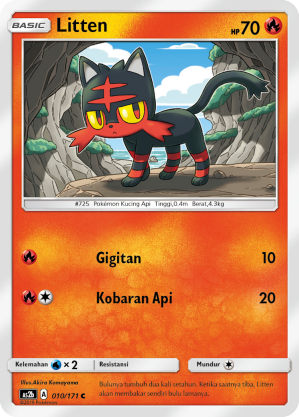 BASIC Litten HP70
#725 Pokémon Kucing Api Tinggi,0.4m Berat,4.3kg
Gigitan 10
Kobaran Api 20
Kelemahan ×2 Resistansi Mundur
Illus.Akira Komayama
Bulunya tumbuh dua kali setahun. Ketika saatnya tiba, Litten
akan membakar sendiri bulu lamanya.
A 010/171 C